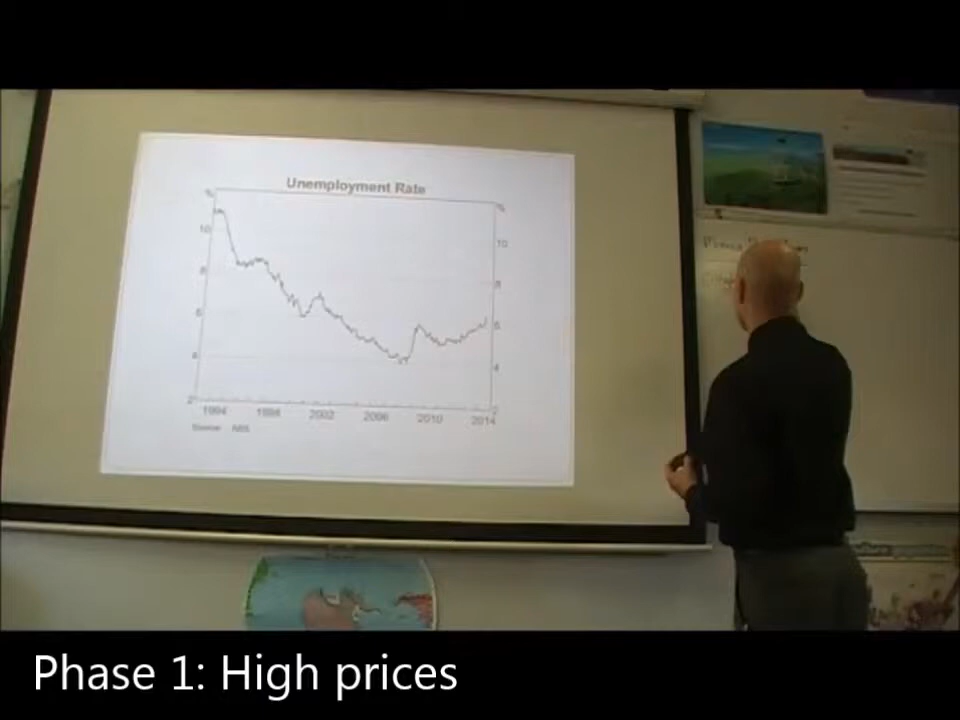 Unemployment Rate
% %
10 10
8 8
6 6
4 4
2 2
1994 1998 2002 2006 2010 2014
Source: ABS
Phase 1: High prices